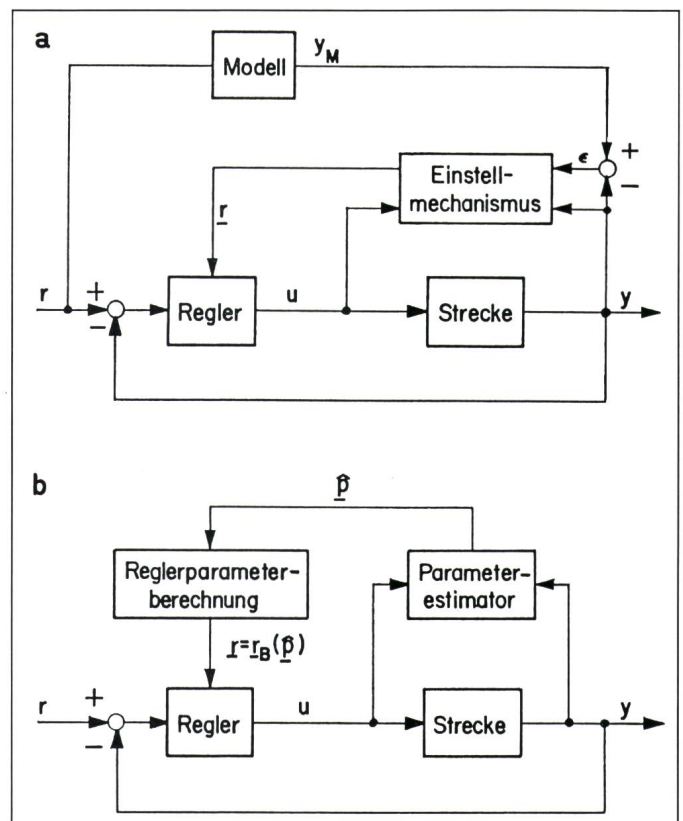 a
Modell
y_M
+
ϵ
−
Einstell-
mechanismus
r
r
+
−
Regler
u
Strecke
y
b
p̂
Reglerparameter-
berechnung
Parameter-
estimator
r=r_B(p̂)
r
+
−
Regler
u
Strecke
y